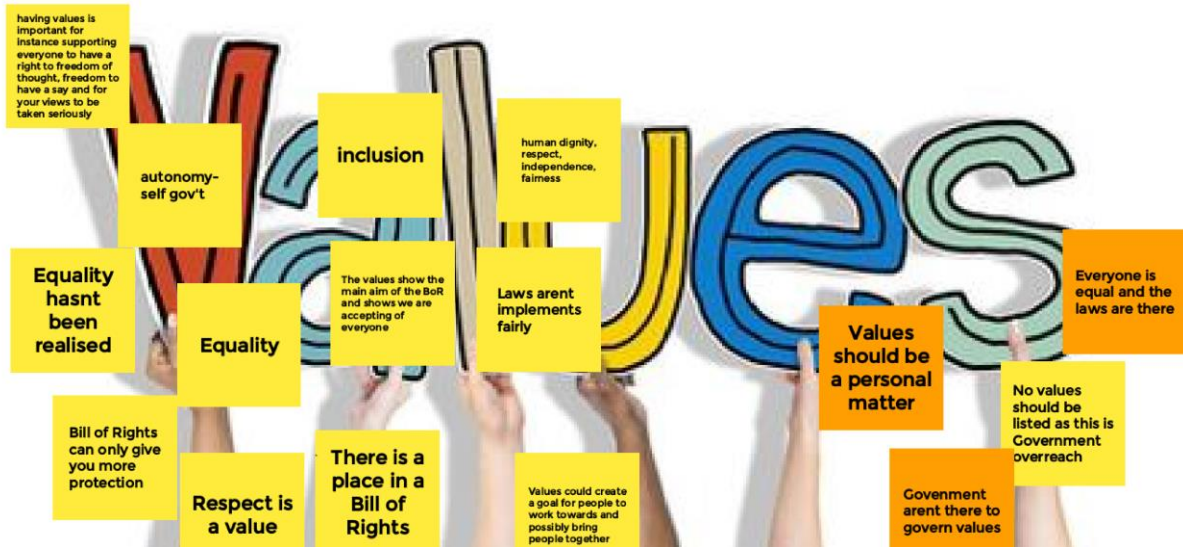 having values is
important for
instance supporting
everyone to have a
right to freedom of
thought, freedom to
have a say and for
your views to be
taken seriously
Values
autonomy-
self gov't
inclusion
human dignity,
respect,
independence,
fairness
Equality
hasnt
been
realised
Equality
The values show the
main aim of the BoR
and shows we are
accepting of
everyone
Laws arent
implements
fairly
Values
should be
a personal
matter
Everyone is
equal and the
laws are there
Bill of Rights
can only give
you more
protection
Respect is
a value
There is a
place in a
Bill of
Rights
Values could create
a goal for people to
work towards and
possibly bring
people together
No values
should be
listed as this is
Government
overreach
Govenment
arent there to
govern values